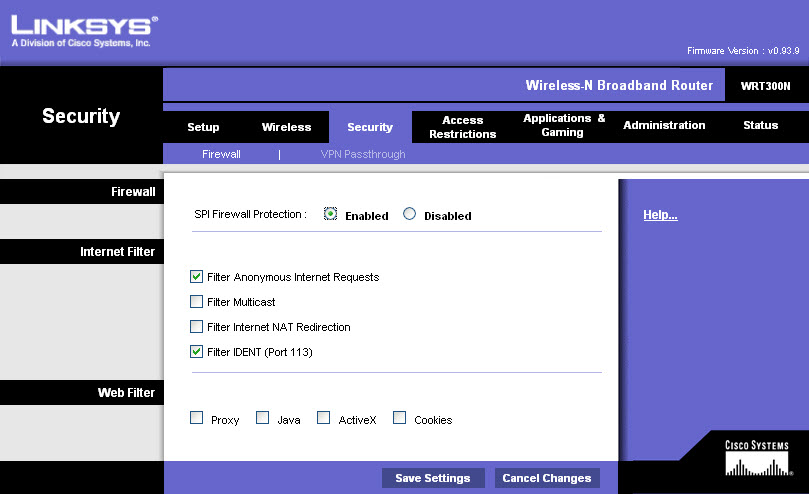 LINKSYS®
A Division of Cisco Systems, Inc.
Firmware Version : v0.93.9
Wireless-N Broadband Router WRT300N
Security
Setup Wireless Security Access Restrictions Applications & Gaming Administration Status
Firewall | VPN Passthrough
Firewall
SPI Firewall Protection : Enabled Disabled
Help...
Internet Filter
Filter Anonymous Internet Requests
Filter Multicast
Filter Internet NAT Redirection
Filter IDENT (Port 113)
Web Filter
Proxy Java ActiveX Cookies
CISCO SYSTEMS
Save Settings Cancel Changes